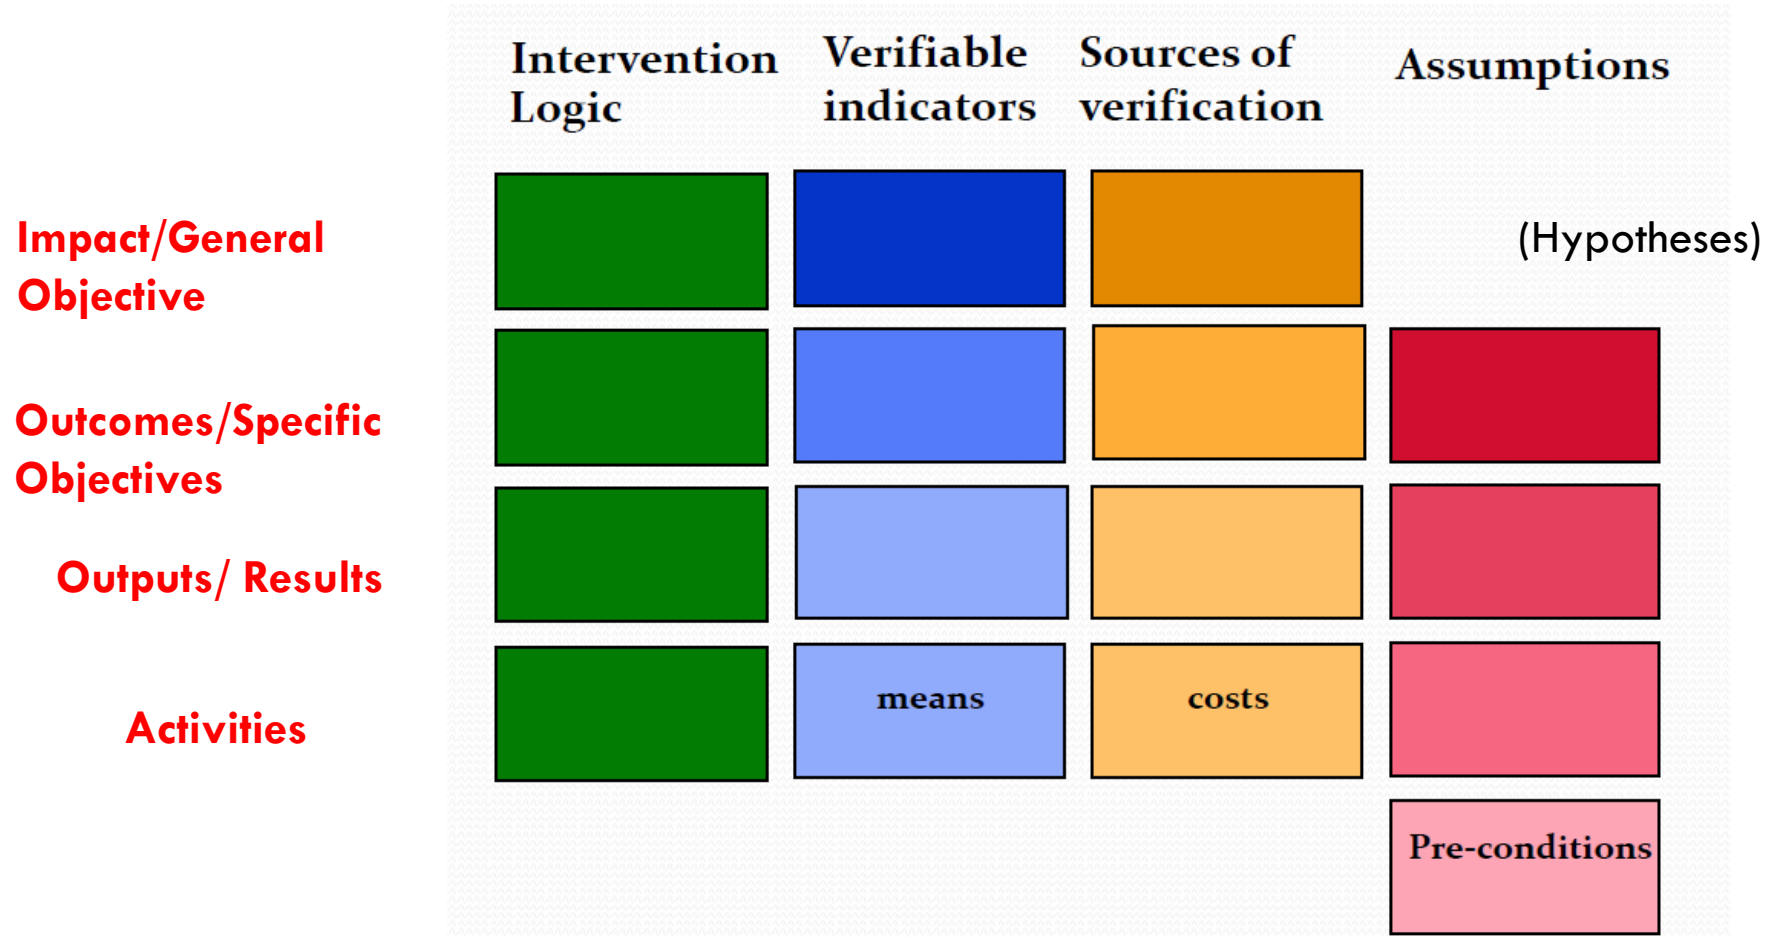 Intervention
Logic
Verifiable
indicators
Sources of
verification
Assumptions
Impact/General
Objective
(Hypotheses)
Outcomes/Specific
Objectives
Outputs/ Results
Activities
means
costs
Pre-conditions